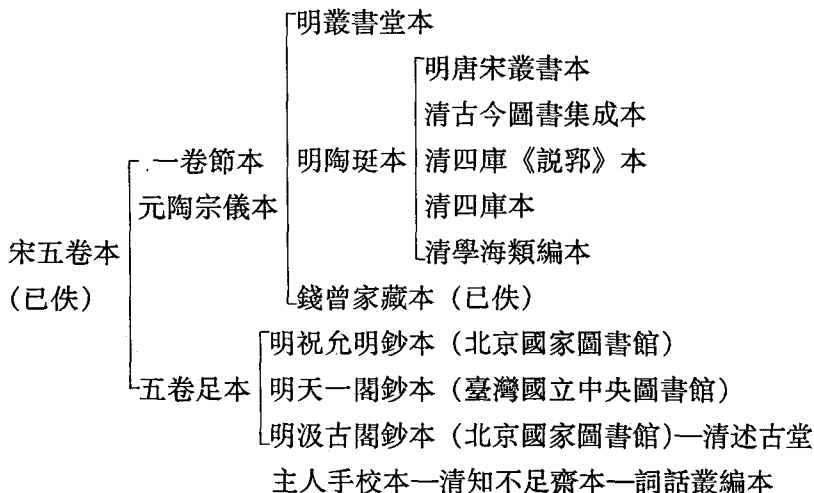 明叢書堂本
明唐宋叢書本
清古今圖書集成本
一卷節本
明陶珽本
清四庫《説郛》本
元陶宗儀本
清四庫本
宋五卷本
清學海類編本
(已佚)
錢曾家藏本(已佚)
明祝允明鈔本(北京國家圖書館)
五卷足本
明天一閣鈔本(臺灣國立中央圖書館)
明汲古閣鈔本(北京國家圖書館)—清述古堂
主人手校本—清知不足齋本—詞話叢編本